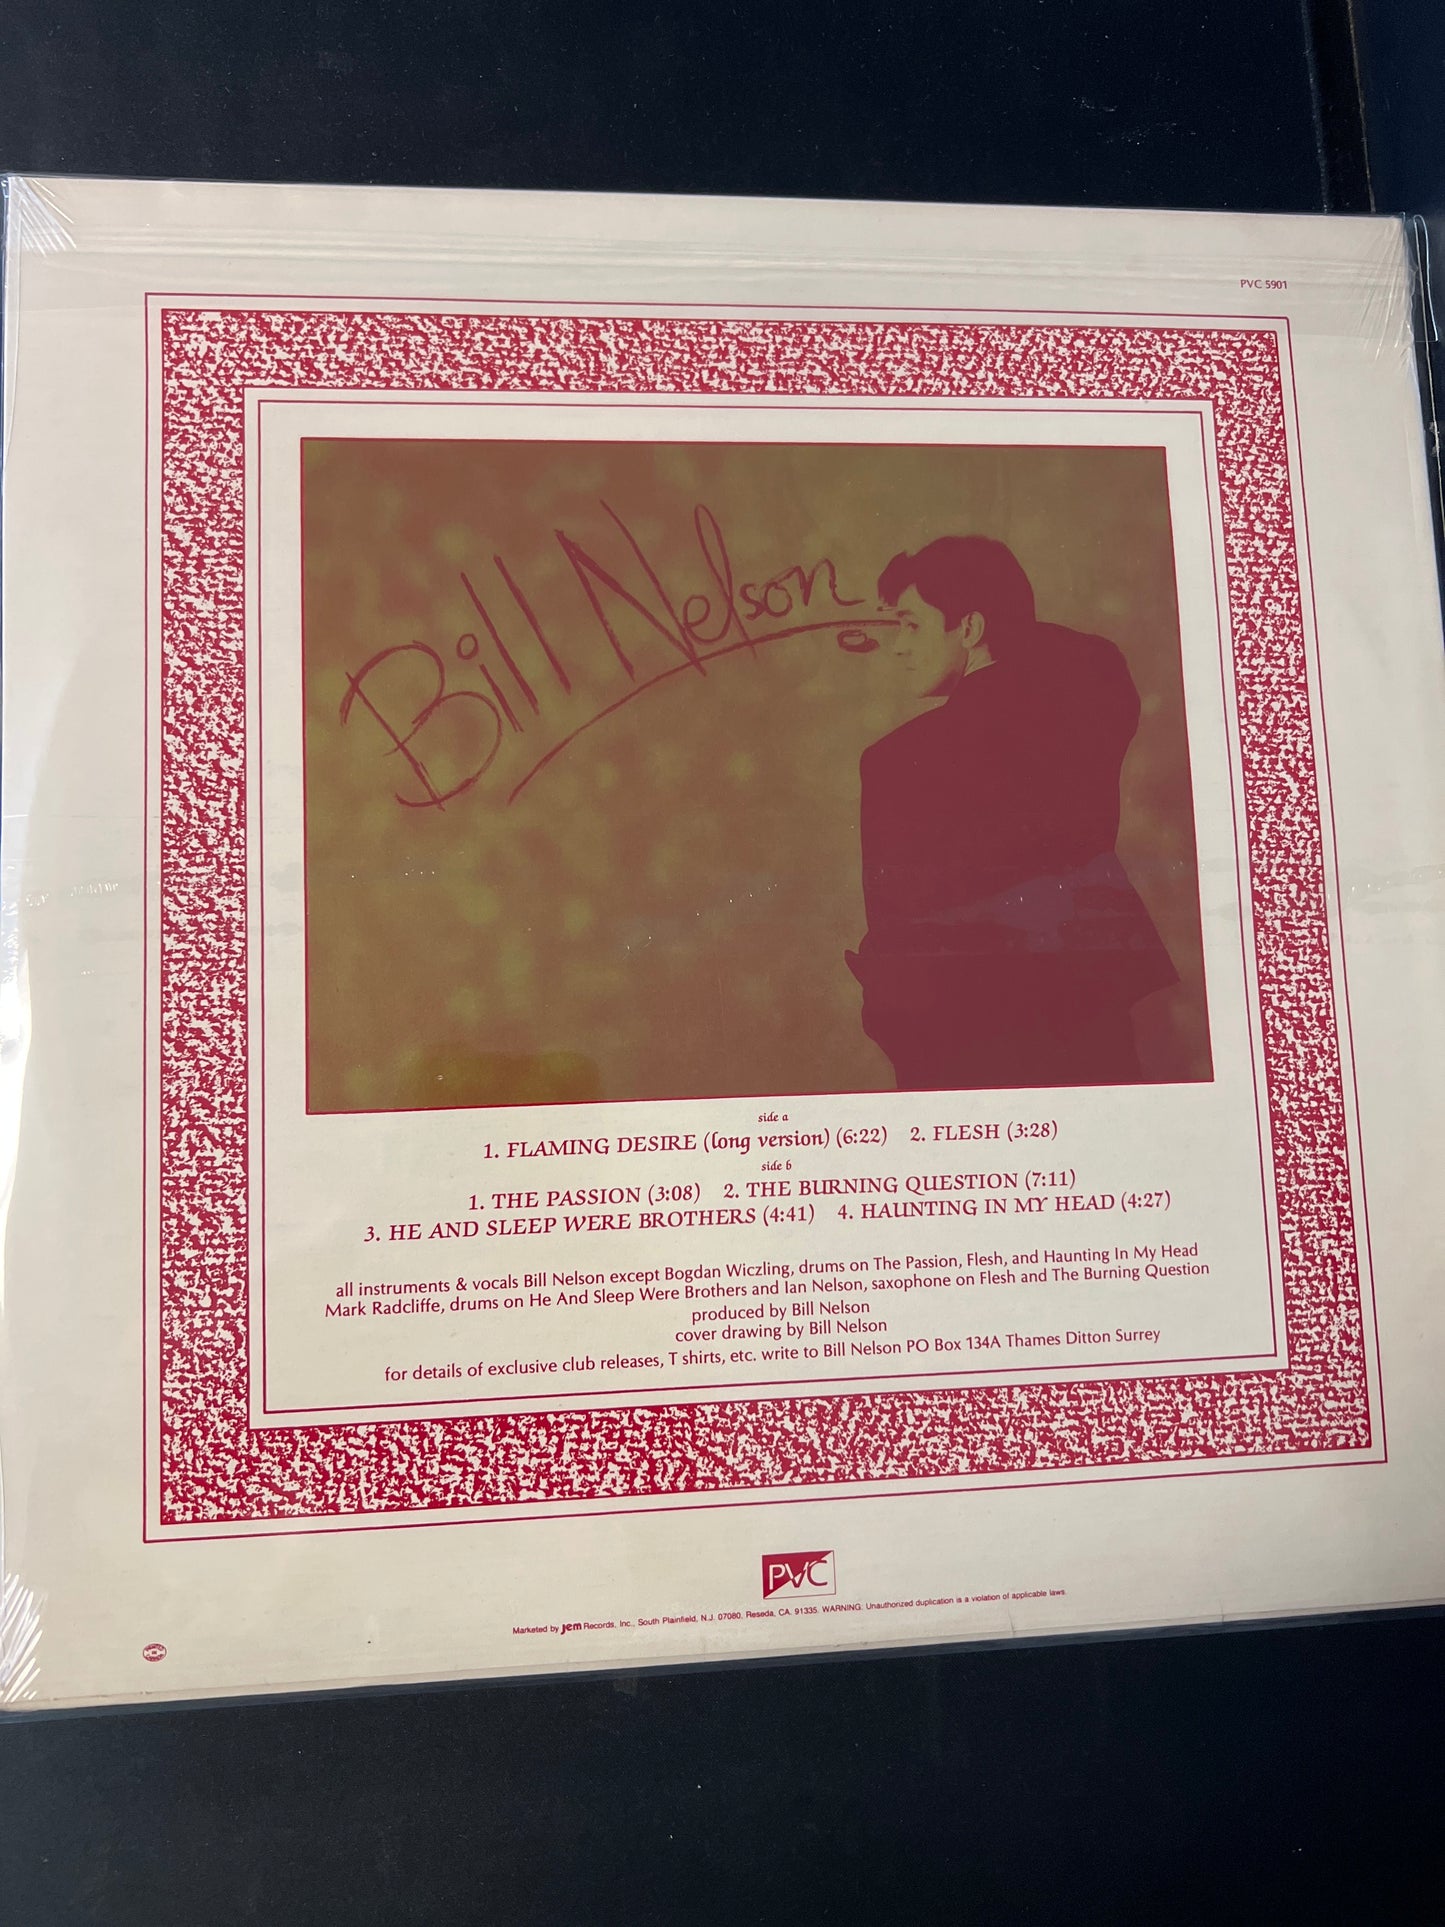 PVC 5901
Bill Nelson
side a
1. FLAMING DESIRE (long version) (6:22) 2. FLESH (3:28)
side b
1. THE PASSION (3:08) 2. THE BURNING QUESTION (7:11)
3. HE AND SLEEP WERE BROTHERS (4:41) 4. HAUNTING IN MY HEAD (4:27)
all instruments & vocals Bill Nelson except Bogdan Wiczling, drums on The Passion, Flesh, and Haunting In My Head
Mark Radcliffe, drums on He And Sleep Were Brothers and Ian Nelson, saxophone on Flesh and The Burning Question
produced by Bill Nelson
cover drawing by Bill Nelson
for details of exclusive club releases, T shirts, etc. write to Bill Nelson PO Box 134A Thames Ditton Surrey
PVC
Marketed by Jem Records, Inc., South Plainfield, N.J. 07080, Reseda, CA. 91335. WARNING: Unauthorized duplication is a violation of applicable laws.